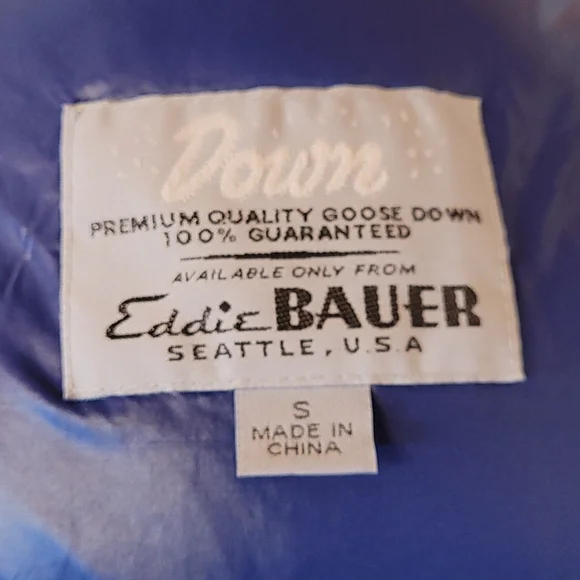 Down
PREMIUM QUALITY GOOSE DOWN
100% GUARANTEED
AVAILABLE ONLY FROM
Eddie BAUER
SEATTLE, U.S.A
S
MADE IN
CHINA